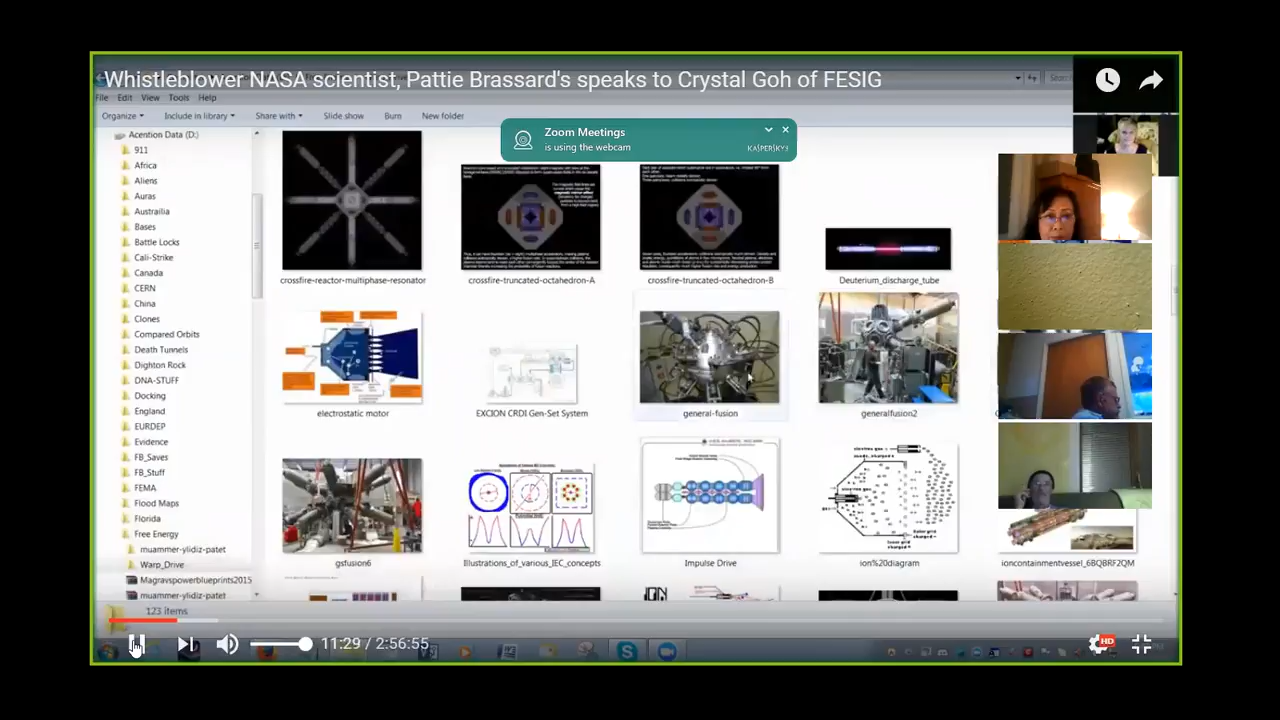 Whistleblower NASA scientist, Pattie Brassard's speaks to Crystal Goh of FESIG
File Edit View Tools Help
Organize Include in library Share with Slide show Burn New folder
Zoom Meetings
is using the webcam
KASPERSKY
Acention Data (D:)
911
Africa
Aliens
Auras
Austrailia
Bases
Battle Locks
Cali-Strike
Canada
CERN
China
Clones
Compared Orbits
Death Tunnels
Dighton Rock
DNA-STUFF
Docking
England
EURDEP
Evidence
FB_Saves
FB_Stuff
FEMA
Flood Maps
Florida
Free Energy
muammer-ylidiz-patet
Warp_Drive
Magravspowerblueprints2015
muammer-ylidiz-patet
crossfire-reactor-multiphase-resonator
crossfire-truncated-octahedron-A
crossfire-truncated-octahedron-B
Deuterium_discharge_tube
electrostatic motor
EXCION CRDI Gen-Set System
general-fusion
generalfusion2
gsfusion6
Illustrations_of_various_IEC_concepts
Impulse Drive
ion%20diagram
ioncontainmentvessel_6BQBRF2QM
123 items
11:29 / 2:56:55
HD